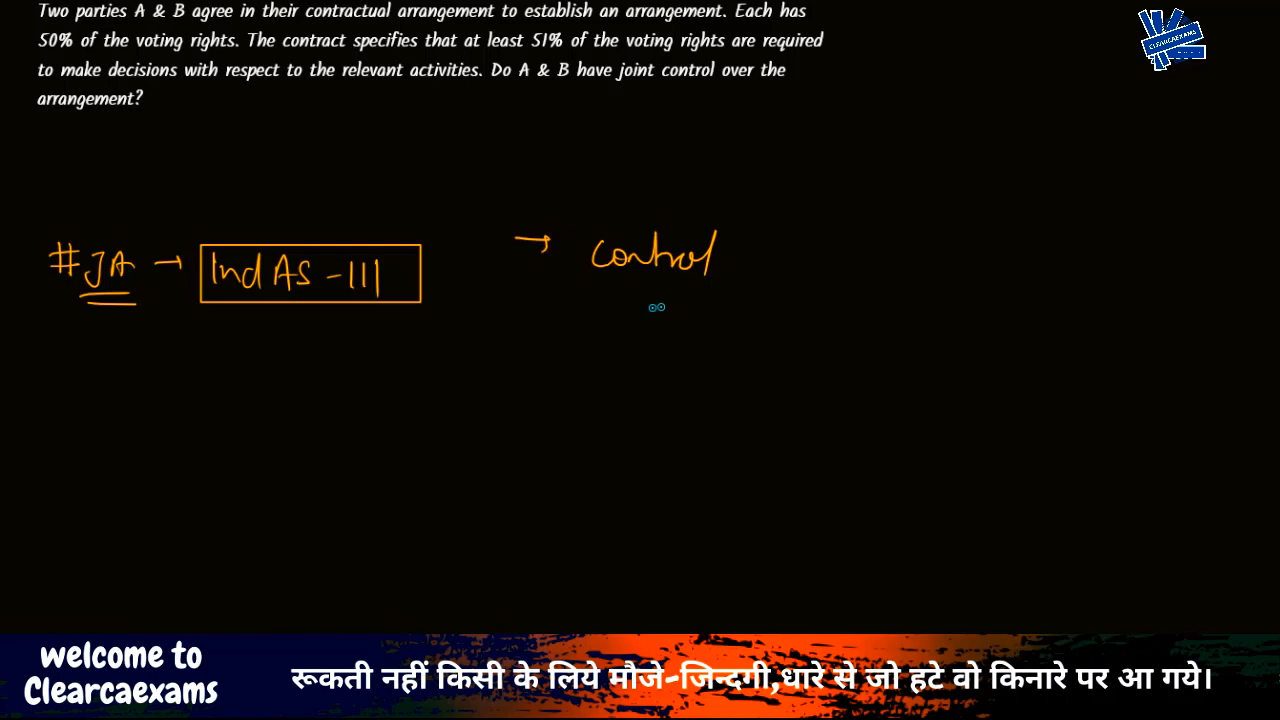 Two parties A & B agree in their contractual arrangement to establish an arrangement. Each has
50% of the voting rights. The contract specifies that at least 51% of the voting rights are required
to make decisions with respect to the relevant activities. Do A & B have joint control over the
arrangement?
CLEARCAEXAMS
# JA → Ind AS - 111 → control
welcome to
Clearcaexams
रूकती नहीं किसी के लिये मौजे-जिन्दगी,धारे से जो हटे वो किनारे पर आ गये।